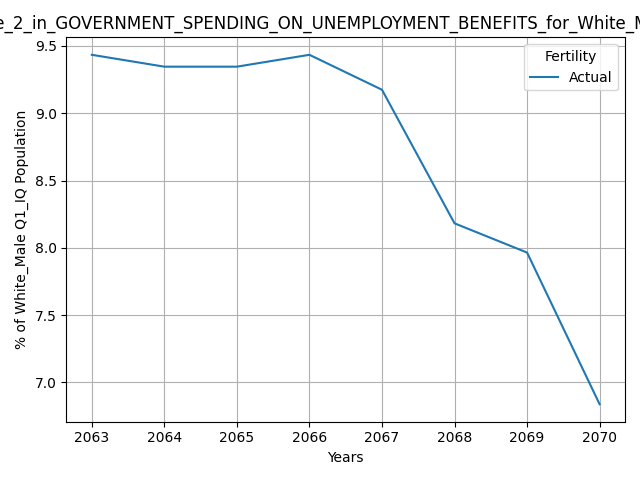 e_2_in_GOVERNMENT_SPENDING_ON_UNEMPLOYMENT_BENEFITS_for_White_M
9.5
9.0
8.5
8.0
7.5
7.0
% of White_Male Q1_IQ Population
Fertility
Actual
2063 2064 2065 2066 2067 2068 2069 2070
Years